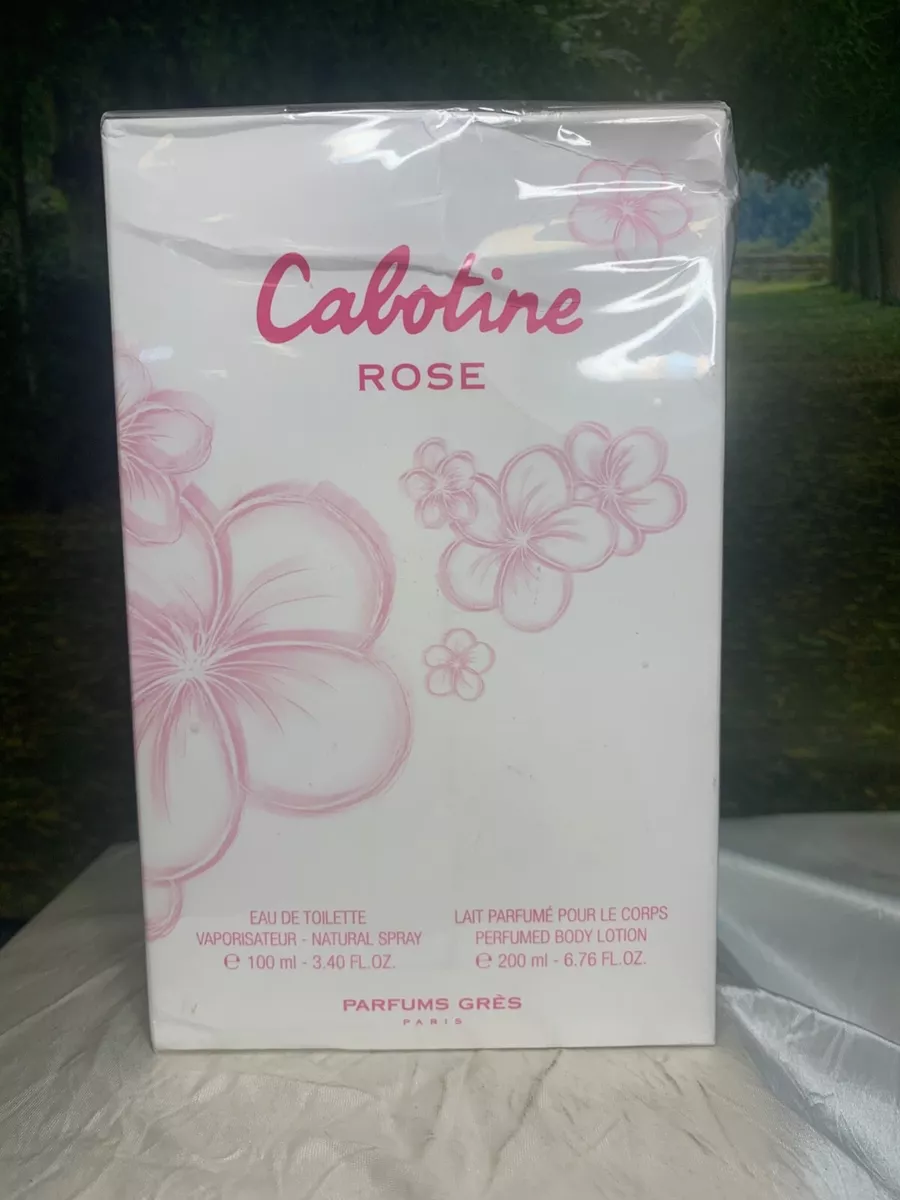 Cabotine
ROSE
EAU DE TOILETTE
VAPORISATEUR - NATURAL SPRAY
℮ 100 ml - 3.40 FL.OZ.
LAIT PARFUMÉ POUR LE CORPS
PERFUMED BODY LOTION
℮ 200 ml - 6.76 FL.OZ.
PARFUMS GRÈS
PARIS